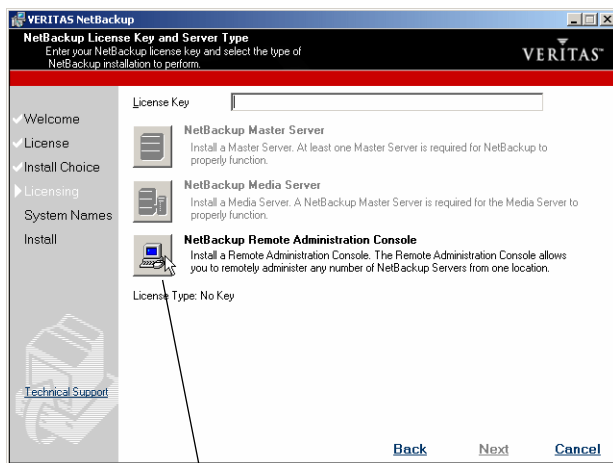 VERITAS NetBackup
NetBackup License Key and Server Type
Enter your NetBackup license key and select the type of
NetBackup installation to perform.
VERITAS™
Welcome
License
Install Choice
Licensing
System Names
Install
Technical Support
License Key
NetBackup Master Server
Install a Master Server. At least one Master Server is required for NetBackup to
properly function.
NetBackup Media Server
Install a Media Server. A NetBackup Master Server is required for the Media Server to
properly function.
NetBackup Remote Administration Console
Install a Remote Administration Console. The Remote Administration Console allows
you to remotely administer any number of NetBackup Servers from one location.
License Type: No Key
Back
Next
Cancel